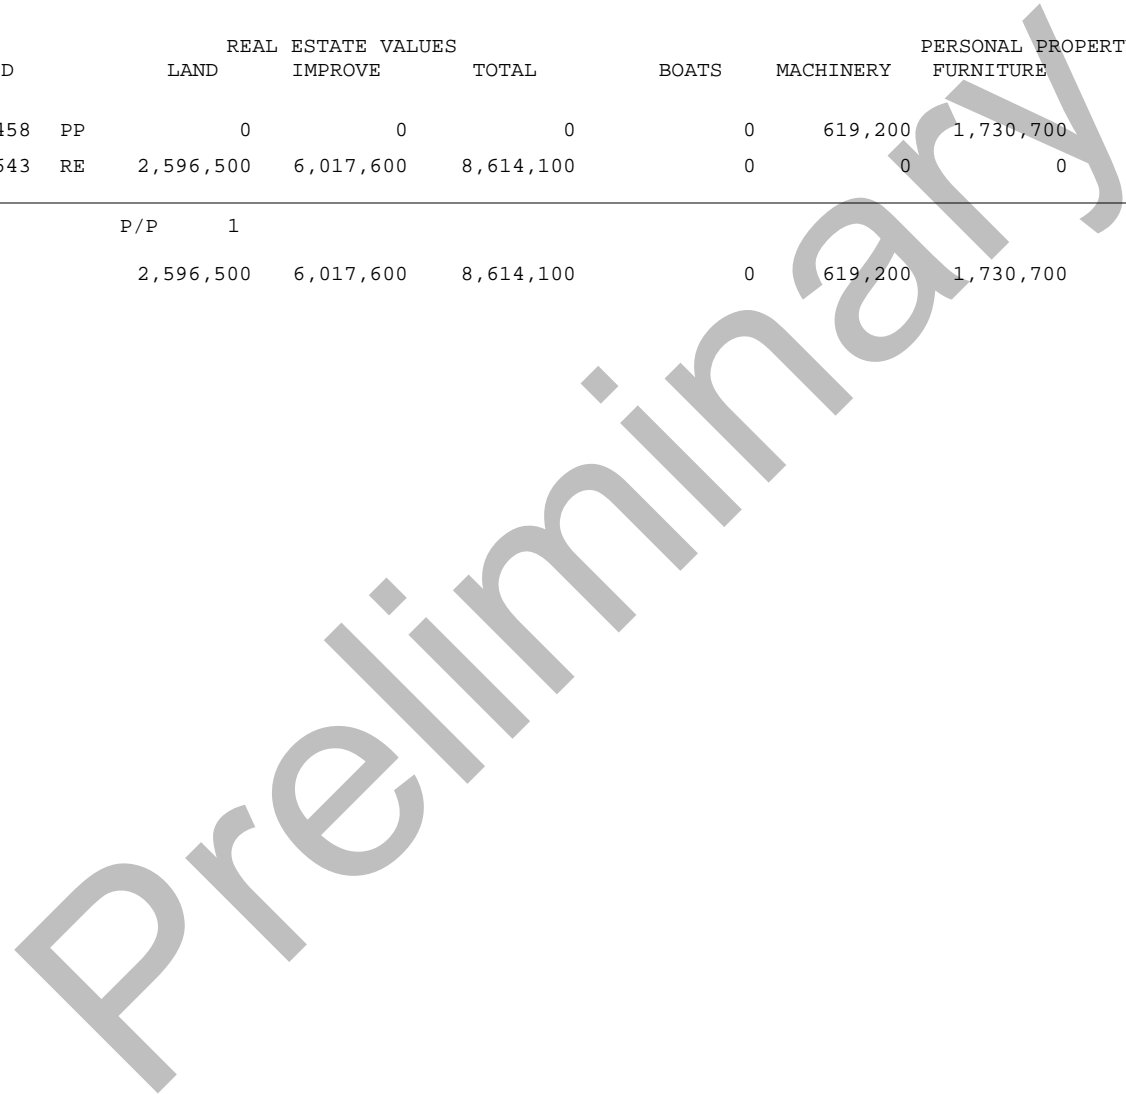 REAL ESTATE VALUES PERSONAL PROPERT
D LAND IMPROVE TOTAL BOATS MACHINERY FURNITURE
458 PP 0 0 0 0 619,200 1,730,700
543 RE 2,596,500 6,017,600 8,614,100 0 0 0
P/P 1
2,596,500 6,017,600 8,614,100 0 619,200 1,730,700
Preliminary